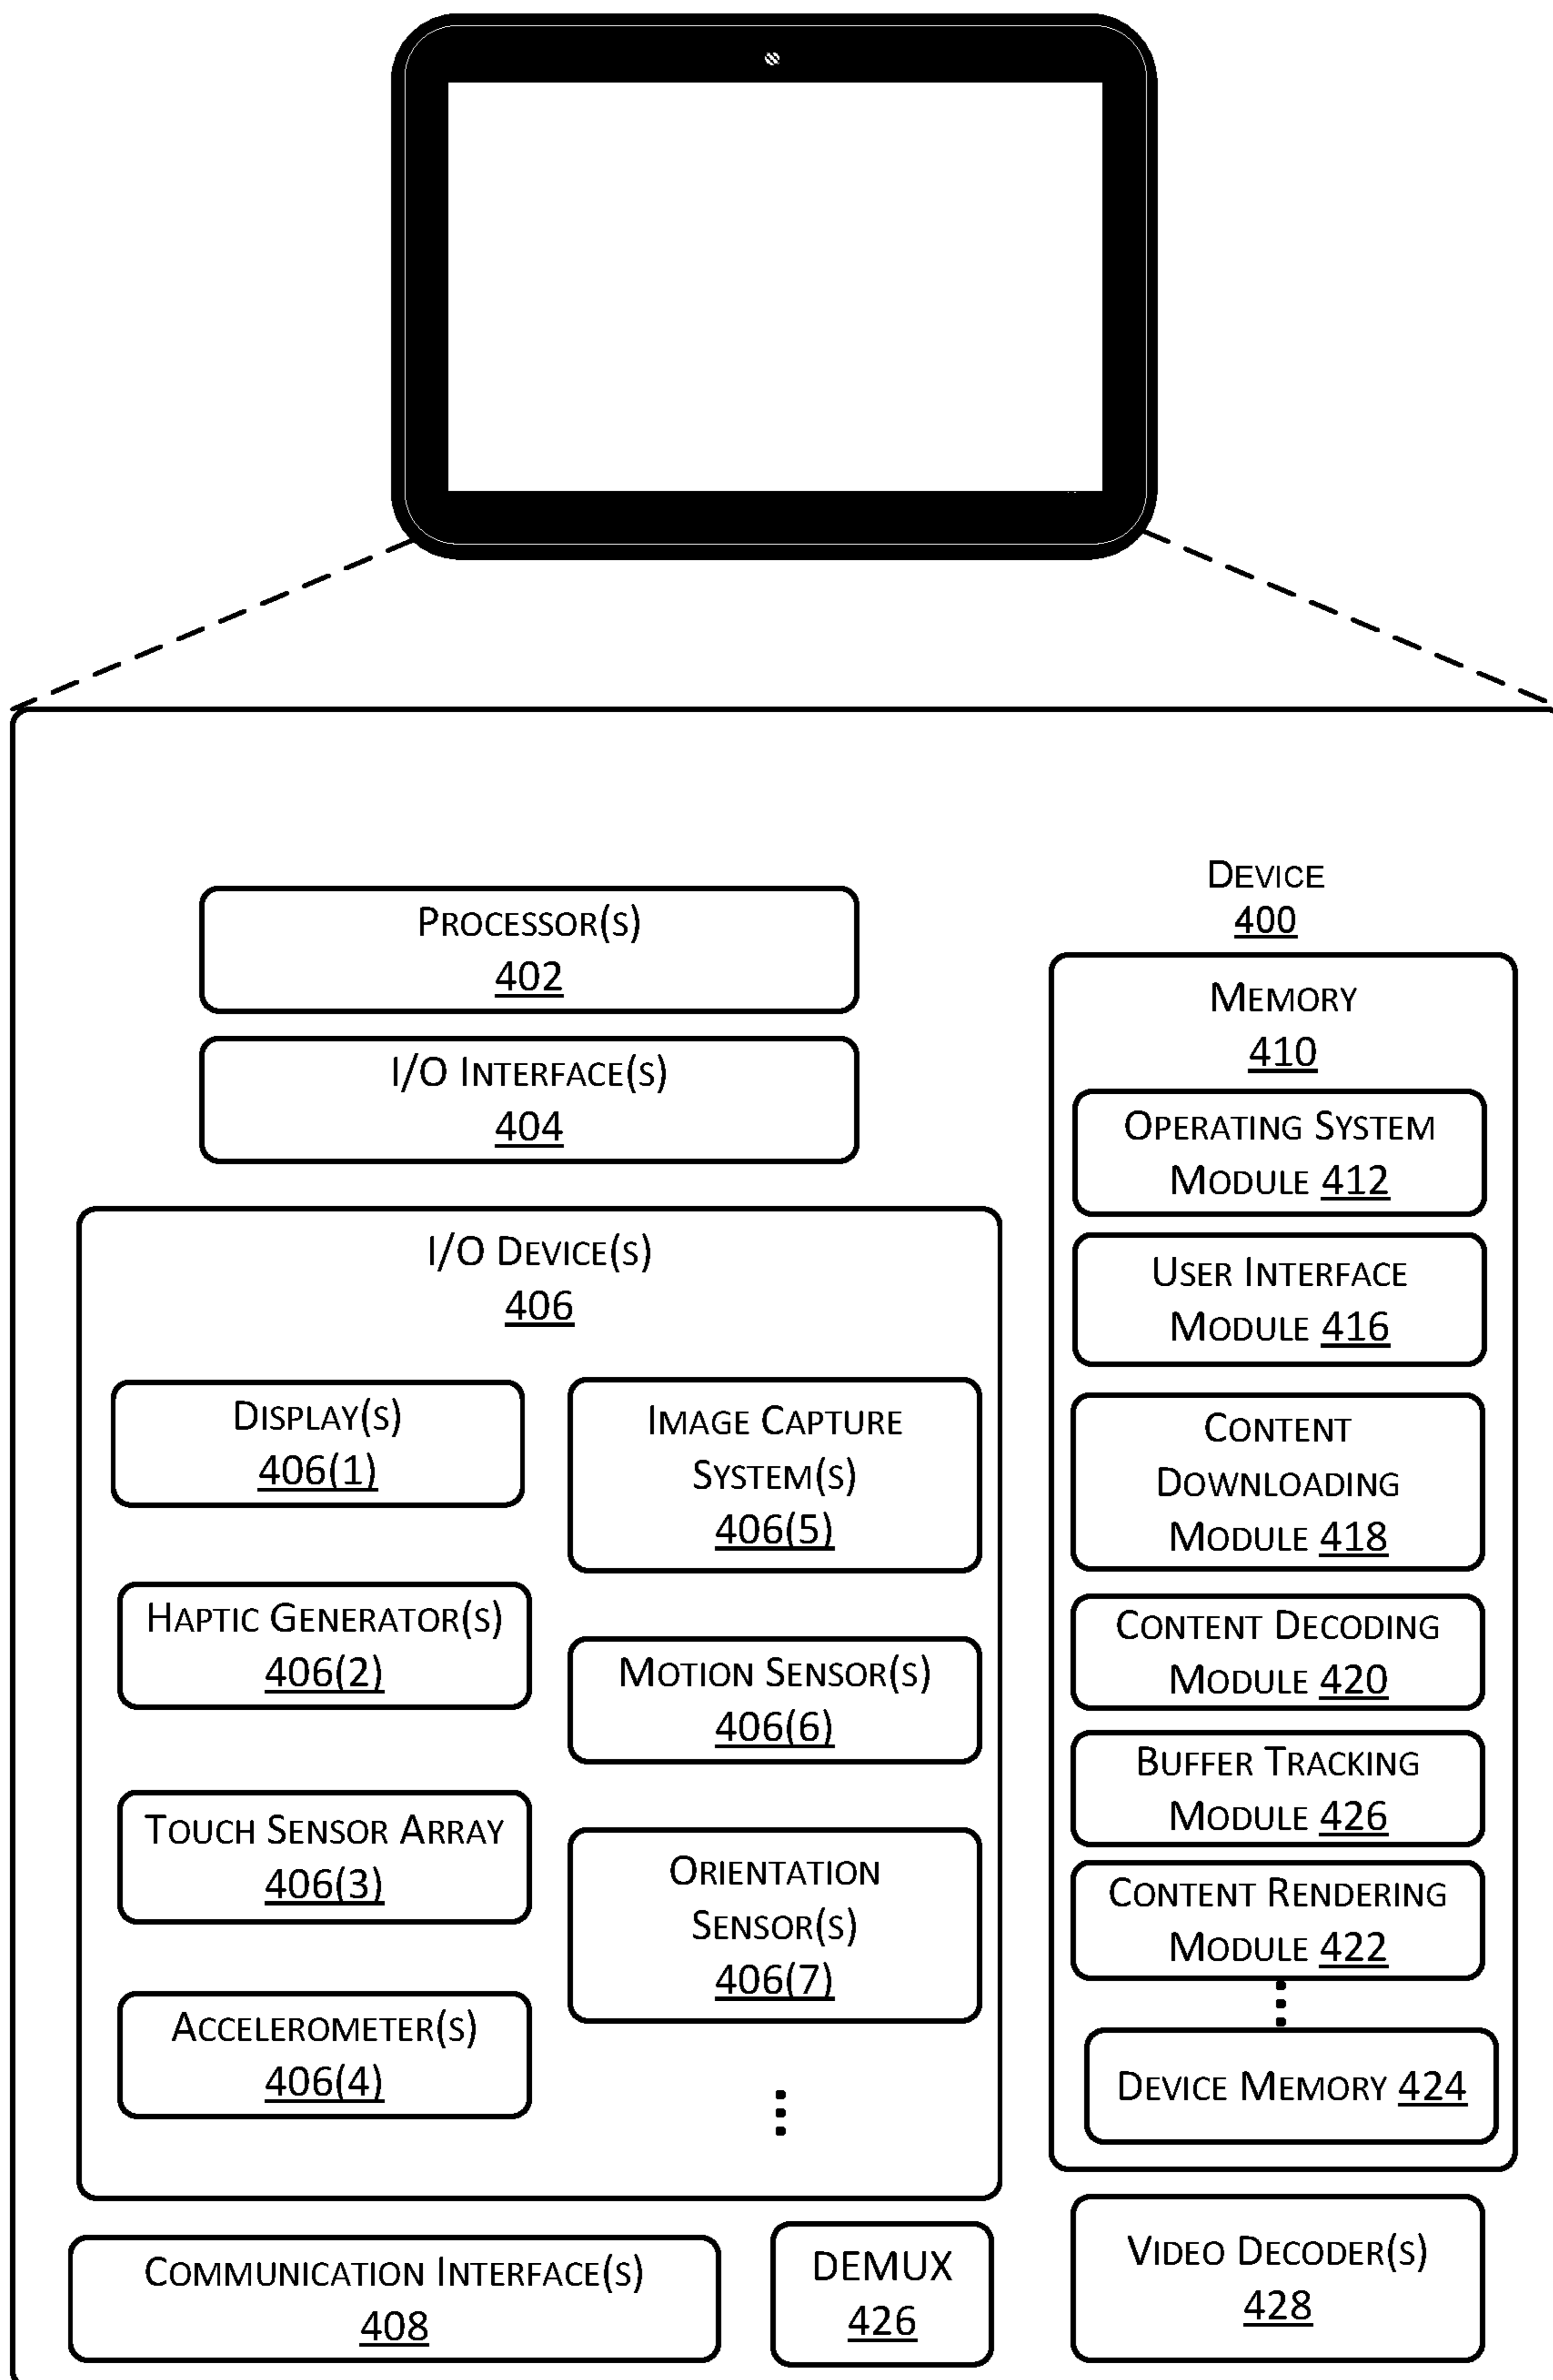 Device
400
Processor(s)
402
I/O Interface(s)
404
I/O Device(s)
406
Display(s)
406(1)
Haptic Generator(s)
406(2)
Touch Sensor Array
406(3)
Accelerometer(s)
406(4)
Image Capture
System(s)
406(5)
Motion Sensor(s)
406(6)
Orientation
Sensor(s)
406(7)
Memory
410
Operating System
Module 412
User Interface
Module 416
Content
Downloading
Module 418
Content Decoding
Module 420
Buffer Tracking
Module 426
Content Rendering
Module 422
Device Memory 424
Communication Interface(s)
408
DEMUX
426
Video Decoder(s)
428